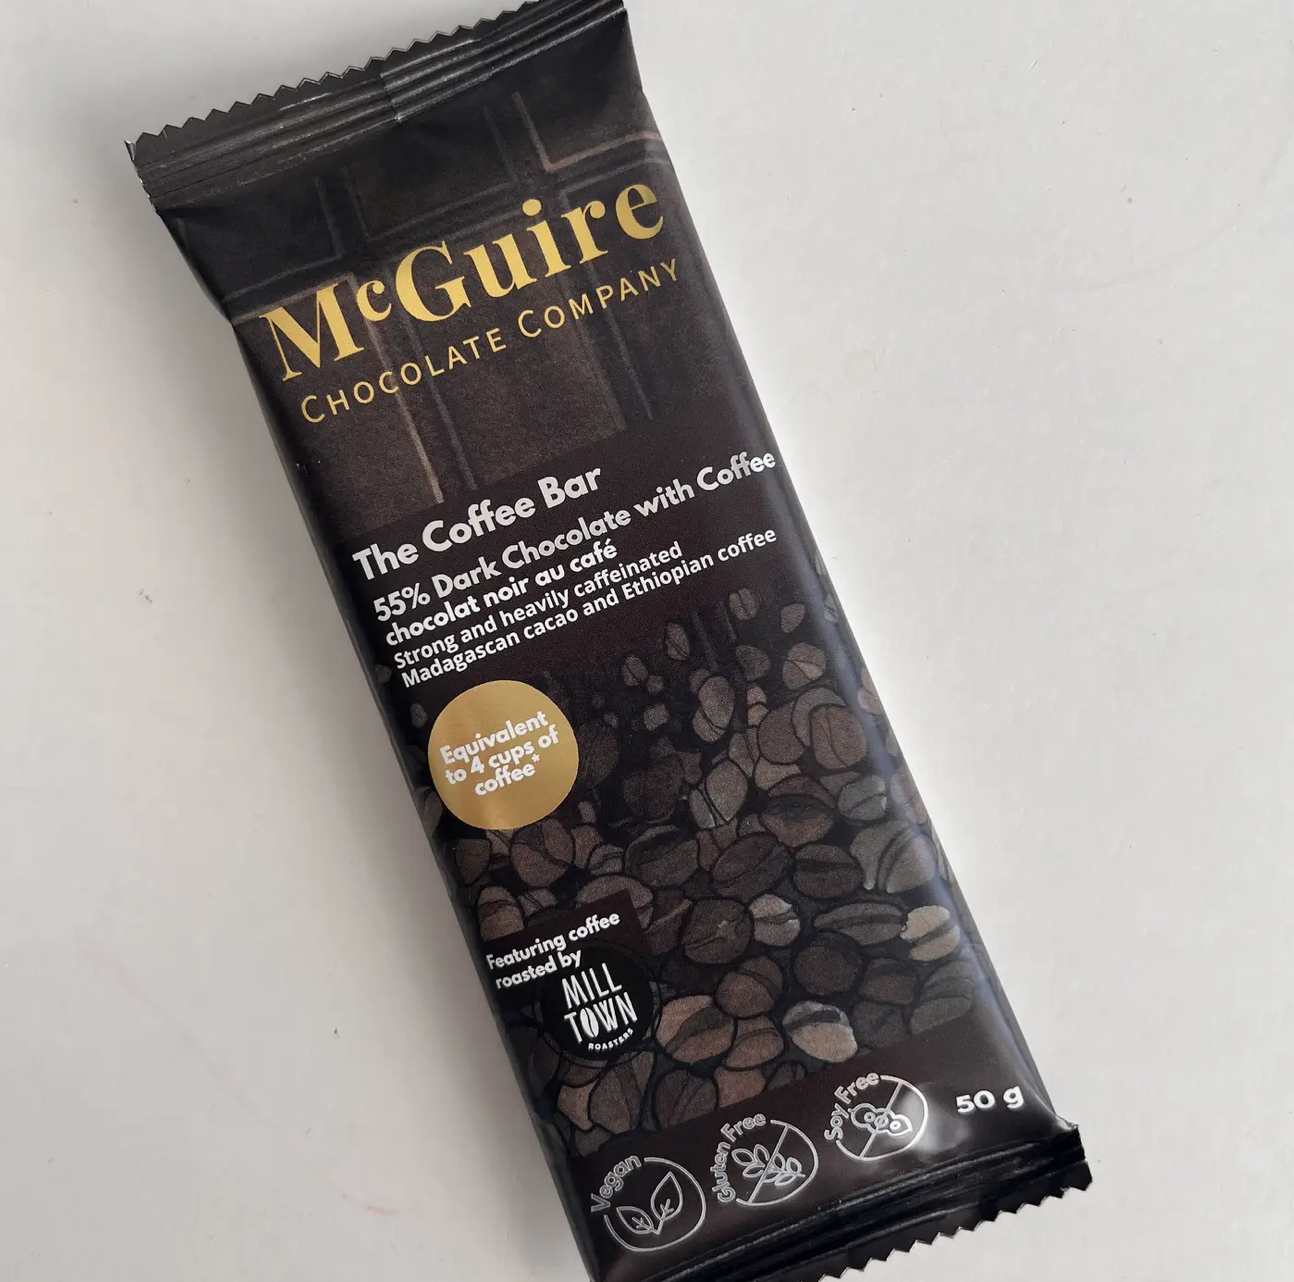 McGuire
CHOCOLATE COMPANY
The Coffee Bar
55% Dark Chocolate with Coffee
chocolat noir au café
Strong and heavily caffeinated
Madagascan cacao and Ethiopian coffee
Equivalent
to 4 cups of
coffee*
Featuring coffee
roasted by
MILL
TOWN
ROASTERS
Vegan
Gluten Free
Soy Free
50 g